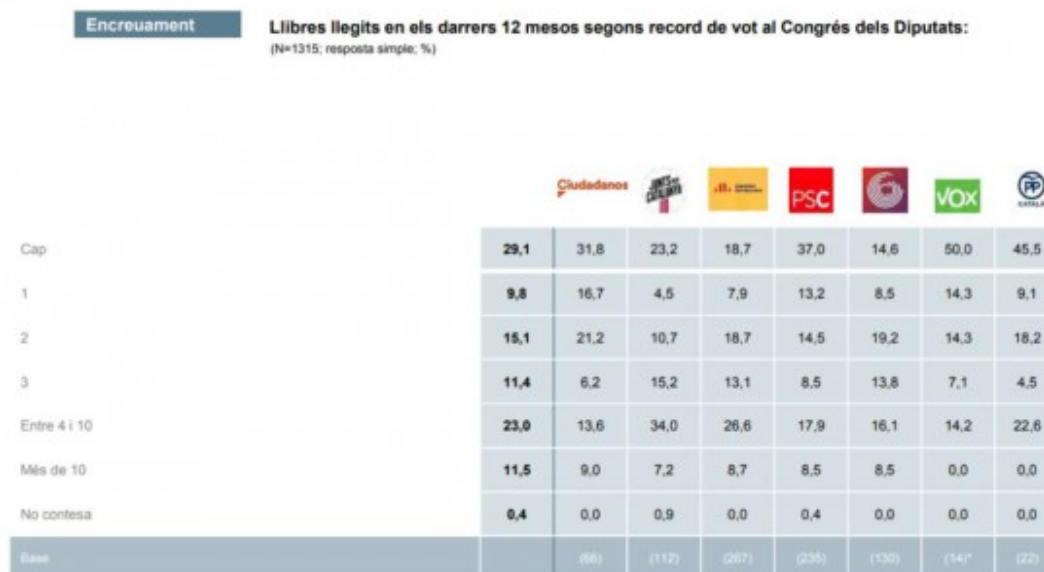 Encreuament
Llibres llegits en els darrers 12 mesos segons record de vot al Congrés dels Diputats:
(N=1315; resposta simple; %)
Ciudadanos JUNTS PER CATALUNYA PSC VOX PP CATALÀ
Cap 29,1 31,8 23,2 18,7 37,0 14,6 50,0 45,5
1 9,8 16,7 4,5 7,9 13,2 8,5 14,3 9,1
2 15,1 21,2 10,7 18,7 14,5 19,2 14,3 18,2
3 11,4 6,2 15,2 13,1 8,5 13,8 7,1 4,5
Entre 4 i 10 23,0 13,6 34,0 26,6 17,9 16,1 14,2 22,6
Més de 10 11,5 9,0 7,2 8,7 8,5 8,5 0,0 0,0
No contesa 0,4 0,0 0,9 0,0 0,4 0,0 0,0 0,0
Base (66) (112) (267) (235) (130) (14)* (22)